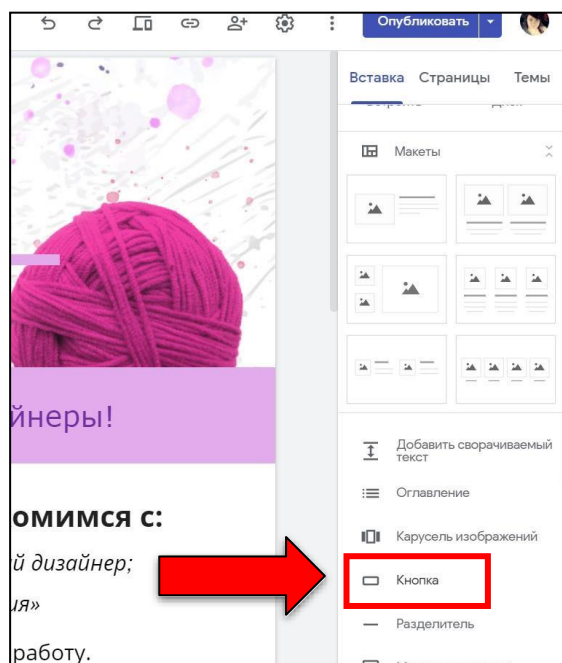 Опубликовать
Вставка Страницы Темы
Макеты
йнеры!
Добавить сворачиваемый
текст
Оглавление
омимся с:
Карусель изображений
й дизайнер;
Кнопка
ия»
Разделитель
работу.